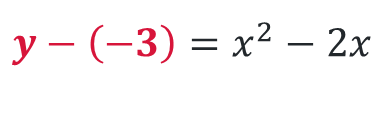 y − (−3) = x² − 2x